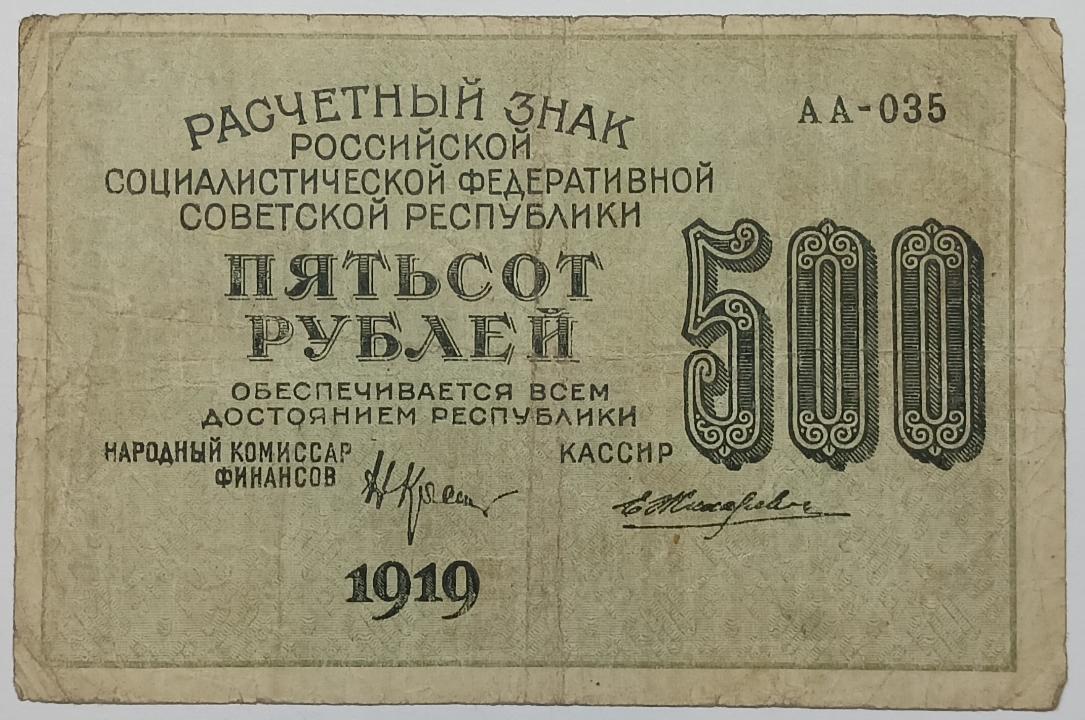 РАСЧЕТНЫЙ ЗНАК
АА-035
РОССИЙСКОЙ
СОЦИАЛИСТИЧЕСКОЙ ФЕДЕРАТИВНОЙ
СОВЕТСКОЙ РЕСПУБЛИКИ
500
ПЯТЬСОТ
РУБЛЕЙ
ОБЕСПЕЧИВАЕТСЯ ВСЕМ
ДОСТОЯНИЕМ РЕСПУБЛИКИ
НАРОДНЫЙ КОМИССАР
ФИНАНСОВ
КАССИР
1919